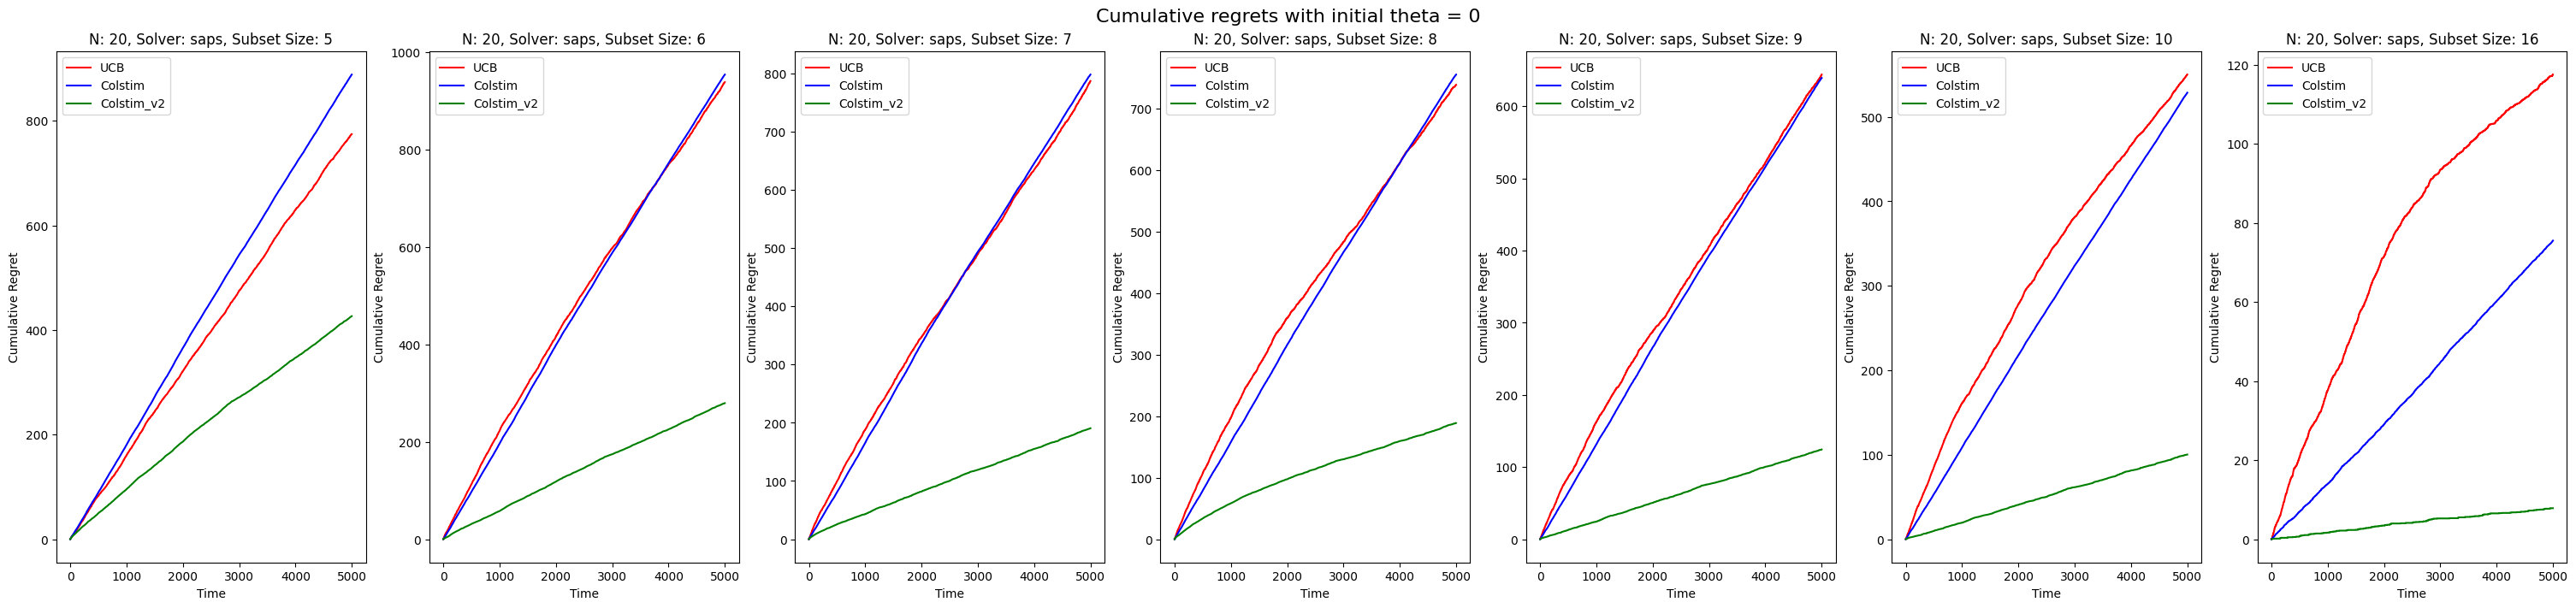 Cumulative regrets with initial theta = 0
N: 20, Solver: saps, Subset Size: 5
UCB
Colstim
Colstim_v2
800
600
400
200
0
Cumulative Regret
0 1000 2000 3000 4000 5000
Time
N: 20, Solver: saps, Subset Size: 6
UCB
Colstim
Colstim_v2
1000
800
600
400
200
0
Cumulative Regret
0 1000 2000 3000 4000 5000
Time
N: 20, Solver: saps, Subset Size: 7
UCB
Colstim
Colstim_v2
800
700
600
500
400
300
200
100
0
Cumulative Regret
0 1000 2000 3000 4000 5000
Time
N: 20, Solver: saps, Subset Size: 8
UCB
Colstim
Colstim_v2
700
600
500
400
300
200
100
0
Cumulative Regret
0 1000 2000 3000 4000 5000
Time
N: 20, Solver: saps, Subset Size: 9
UCB
Colstim
Colstim_v2
600
500
400
300
200
100
0
Cumulative Regret
0 1000 2000 3000 4000 5000
Time
N: 20, Solver: saps, Subset Size: 10
UCB
Colstim
Colstim_v2
500
400
300
200
100
0
Cumulative Regret
0 1000 2000 3000 4000 5000
Time
N: 20, Solver: saps, Subset Size: 16
UCB
Colstim
Colstim_v2
120
100
80
60
40
20
0
Cumulative Regret
0 1000 2000 3000 4000 5000
Time